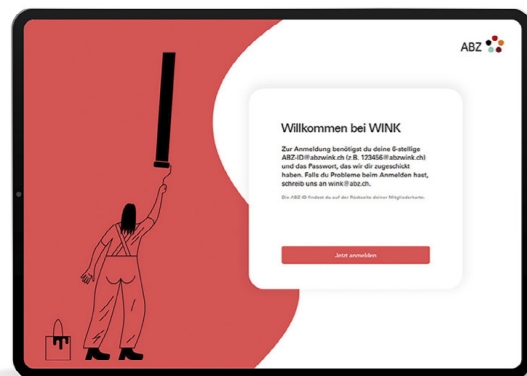 ABZ
Willkommen bei WINK
Zur Anmeldung benötigst du deine 6-stellige
ABZ-ID@abzwink.ch (z.B. 123456@abzwink.ch)
und das Passwort, das wir dir zugeschickt
haben. Falls du Probleme beim Anmelden hast,
schreib uns an wink@abz.ch.
Die ABZ-ID findest du auf der Rückseite deiner Mitgliederkarte.
Jetzt anmelden